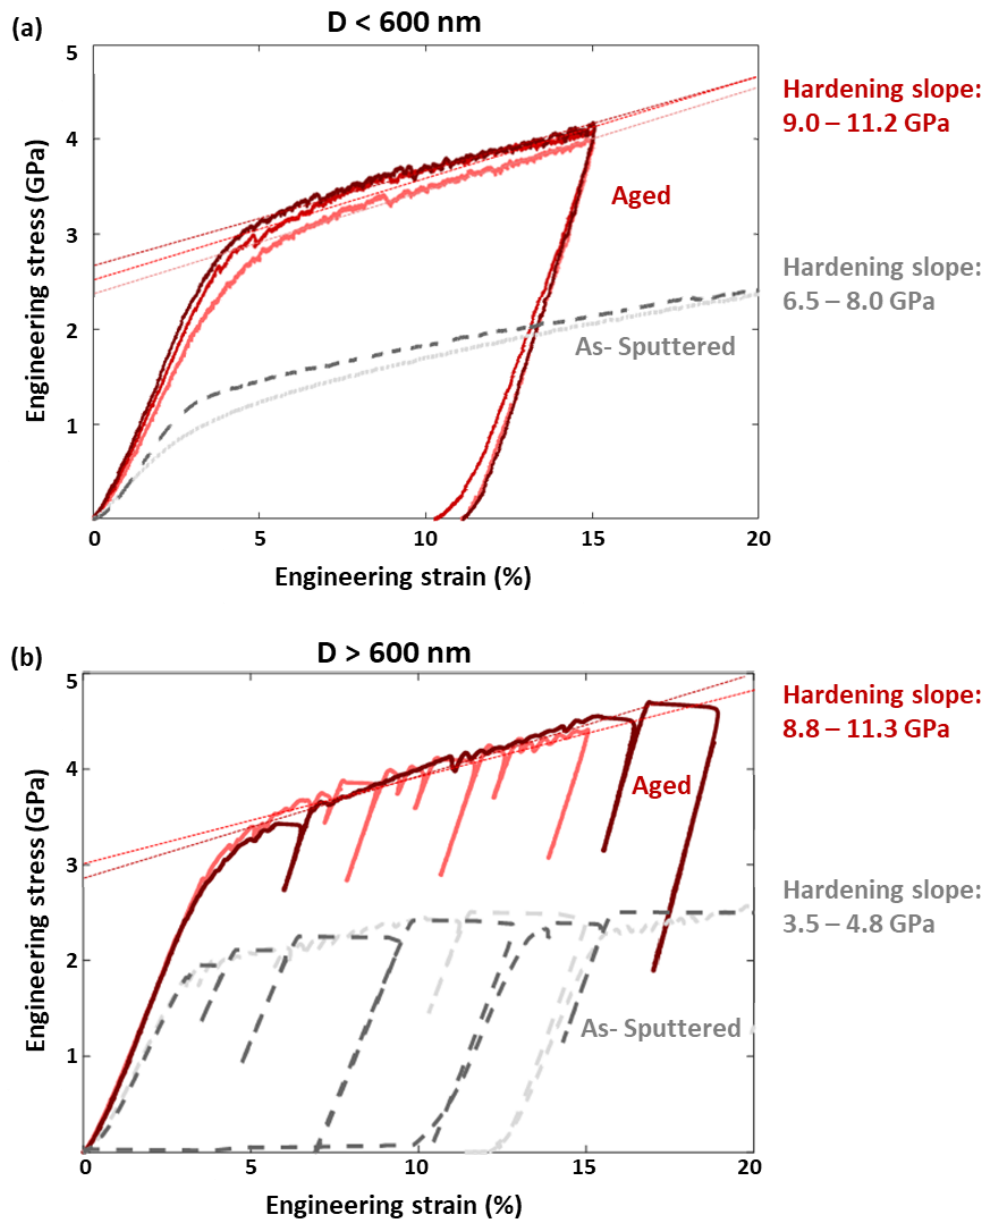 (a)
D < 600 nm
5
4
3
2
1
0
5
10
15
20
Engineering stress (GPa)
Engineering strain (%)
Aged
As- Sputtered
Hardening slope:
9.0 – 11.2 GPa
Hardening slope:
6.5 – 8.0 GPa
(b)
D > 600 nm
5
4
3
2
1
0
5
10
15
20
Engineering stress (GPa)
Engineering strain (%)
Aged
As- Sputtered
Hardening slope:
8.8 – 11.3 GPa
Hardening slope:
3.5 – 4.8 GPa